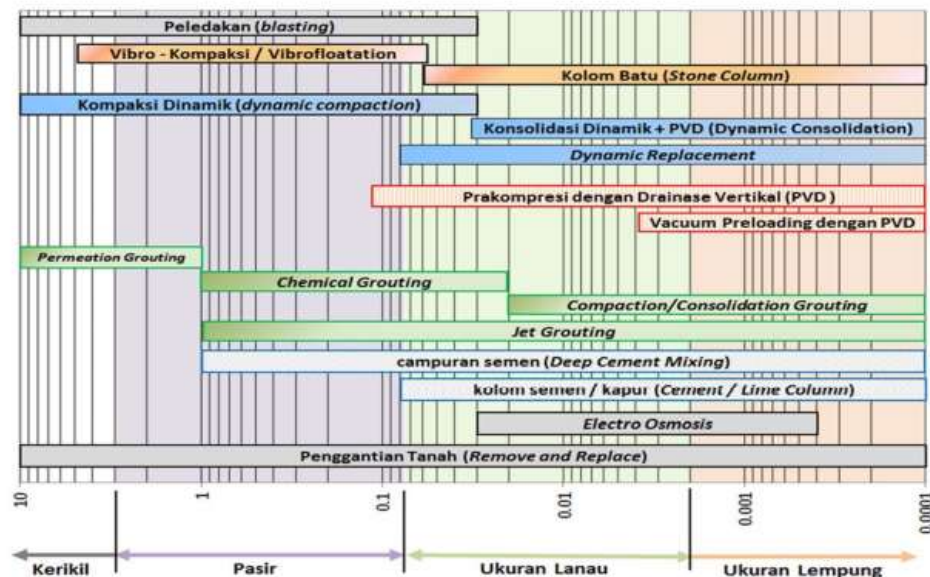 Peledakan (blasting)
Vibro - Kompaksi / Vibrofloatation
Kolom Batu (Stone Column)
Kompaksi Dinamik (dynamic compaction)
Konsolidasi Dinamik + PVD (Dynamic Consolidation)
Dynamic Replacement
Prakompresi dengan Drainase Vertikal (PVD )
Vacuum Preloading dengan PVD
Permeation Grouting
Chemical Grouting
Compaction/Consolidation Grouting
Jet Grouting
campuran semen (Deep Cement Mixing)
kolom semen / kapur (Cement / Lime Column)
Electro Osmosis
Penggantian Tanah (Remove and Replace)
10 1 0.1 0.01 0.001 0.0001
Kerikil Pasir Ukuran Lanau Ukuran Lempung